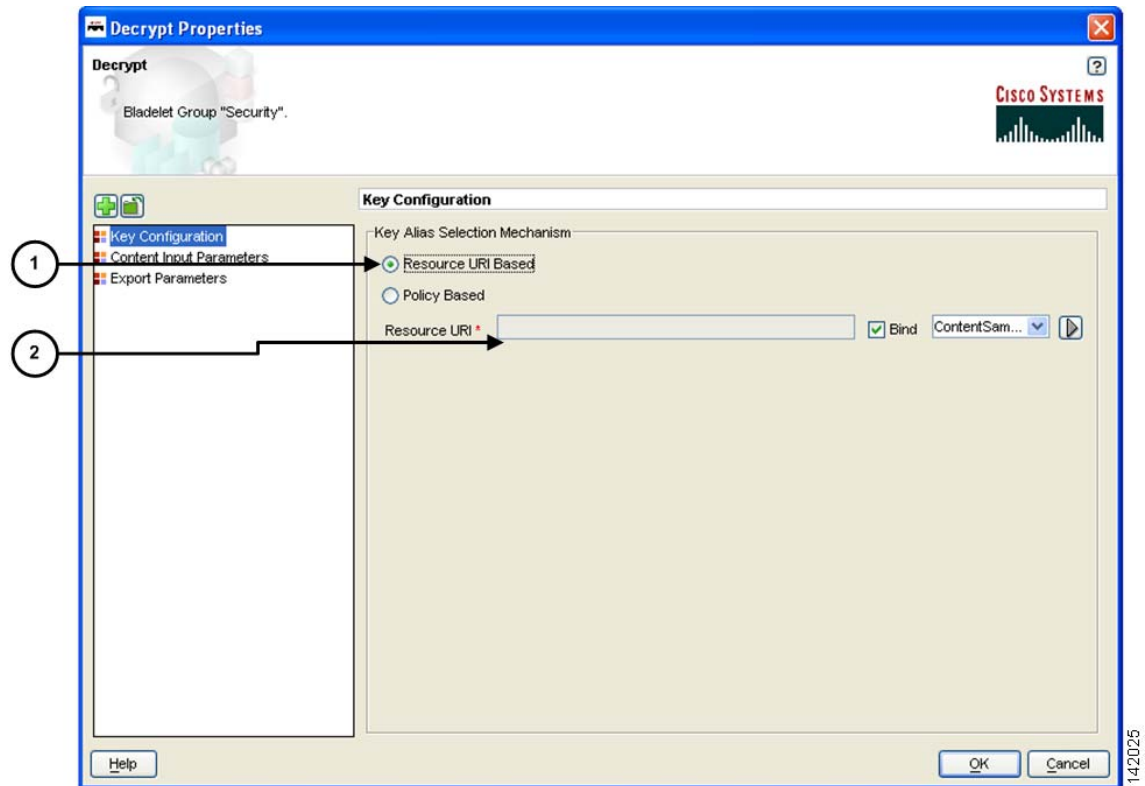 Decrypt Properties
Decrypt
Bladelet Group "Security".
?
CISCO SYSTEMS
Key Configuration
Content Input Parameters
Export Parameters
Key Configuration
Key Alias Selection Mechanism
Resource URI Based
Policy Based
Resource URI *
Bind
ContentSam...
1
2
Help
OK
Cancel
142025